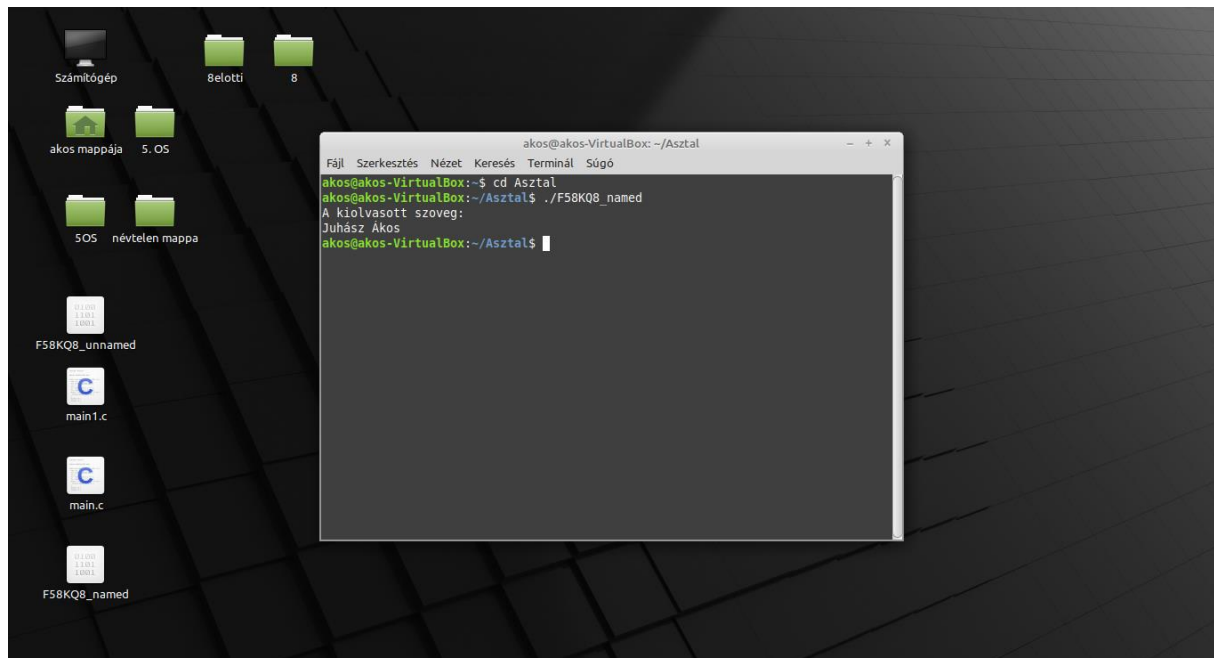 Számítógép
8elotti
8
akos mappája
5. OS
5OS
névtelen mappa
F58KQ8_unnamed
main1.c
main.c
F58KQ8_named
akos@akos-VirtualBox: ~/Asztal
Fájl Szerkesztés Nézet Keresés Terminál Súgó
akos@akos-VirtualBox:~$ cd Asztal
akos@akos-VirtualBox:~/Asztal$ ./F58KQ8_named
A kiolvasott szoveg:
Juhász Ákos
akos@akos-VirtualBox:~/Asztal$